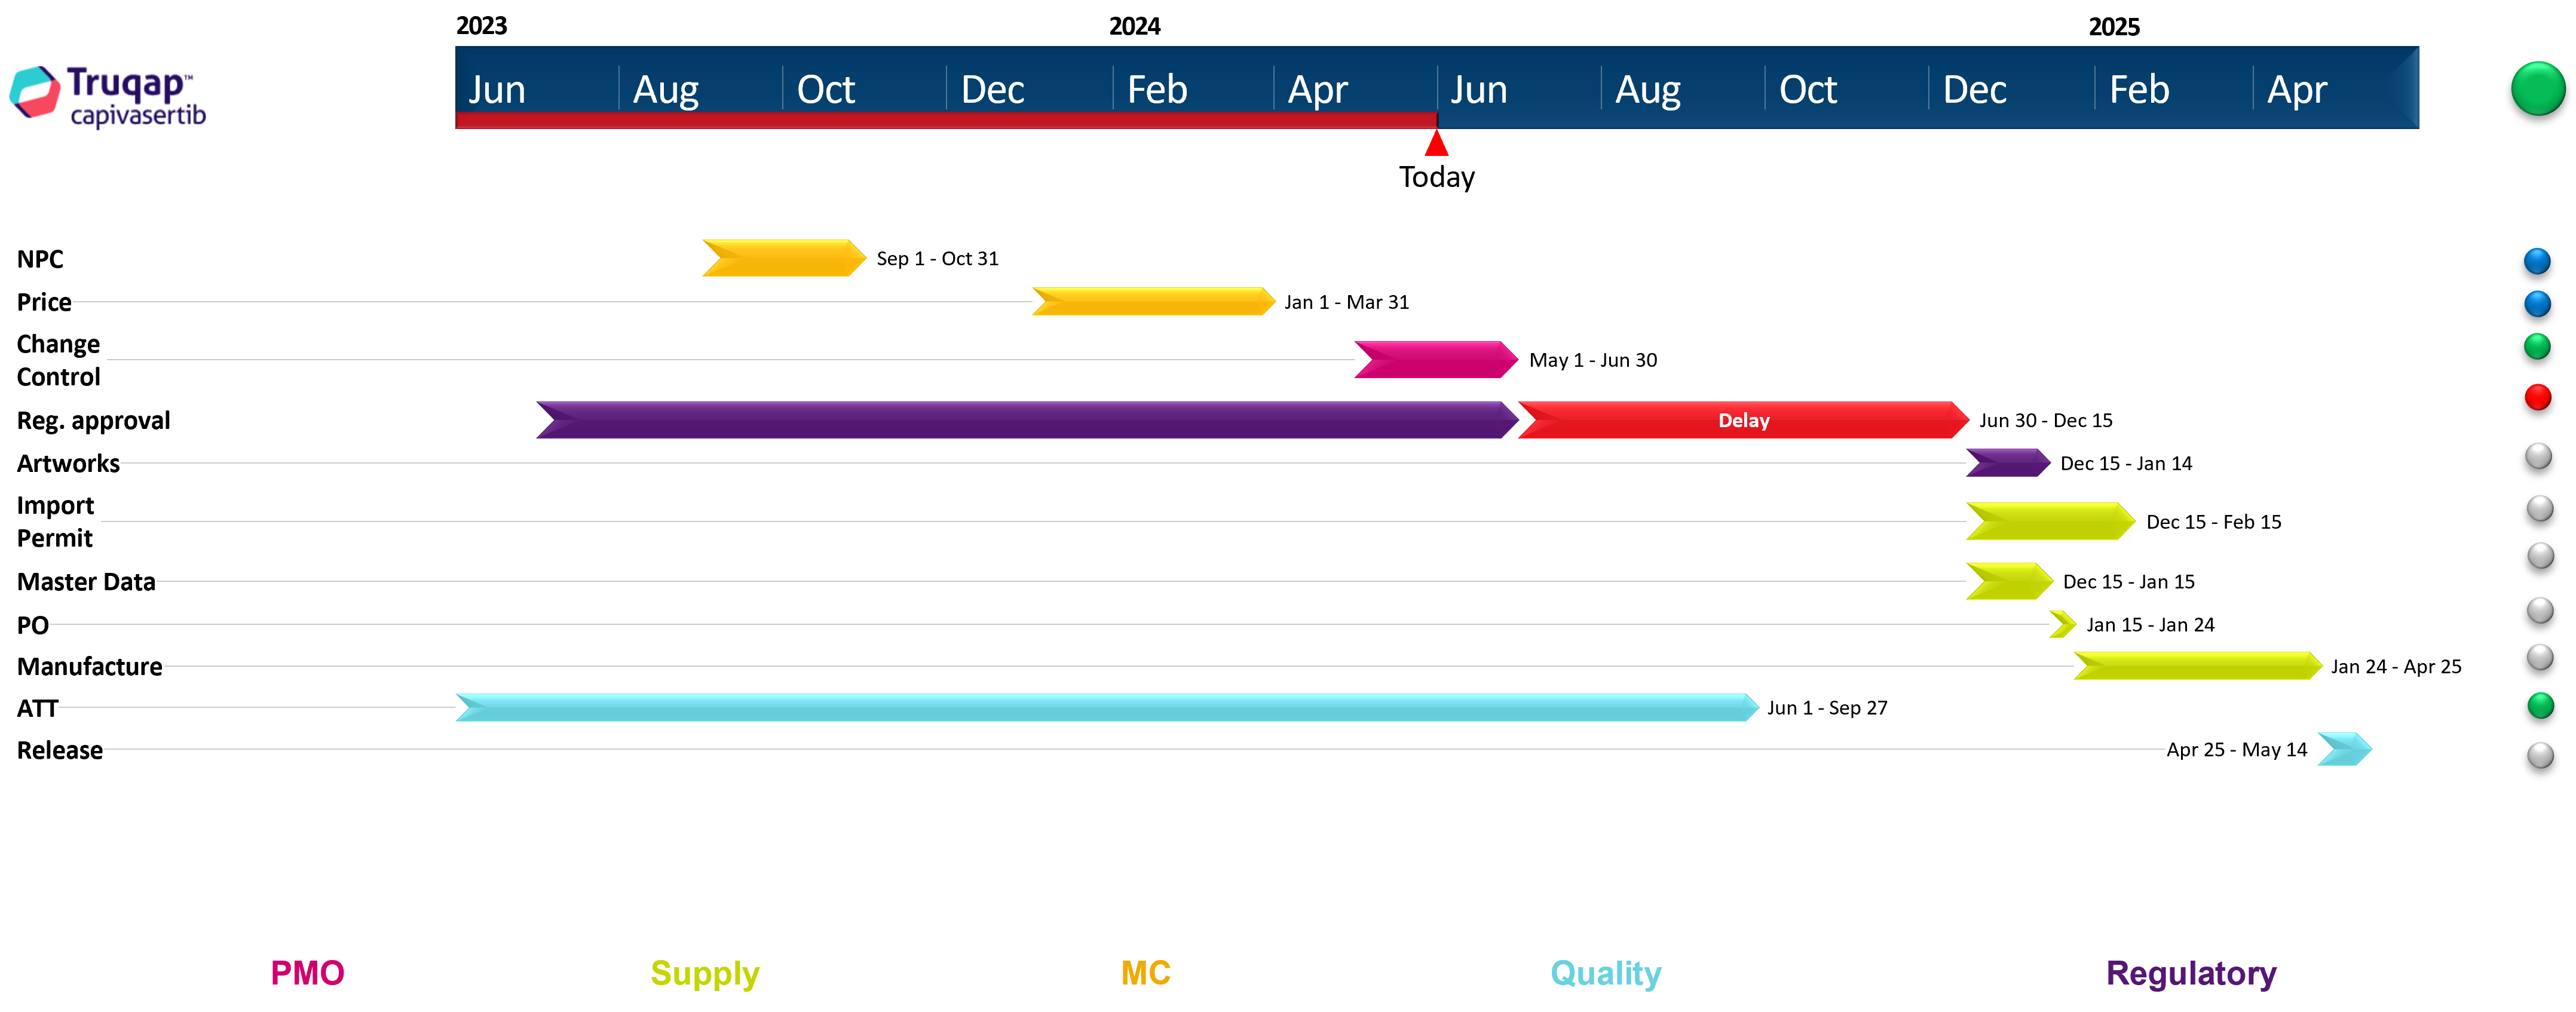 2023 2024 2025
Jun Aug Oct Dec Feb Apr Jun Aug Oct Dec Feb Apr
Truqap™
capivasertib
Today
NPC Sep 1 - Oct 31
Price Jan 1 - Mar 31
Change
Control May 1 - Jun 30
Reg. approval Delay Jun 30 - Dec 15
Artworks Dec 15 - Jan 14
Import
Permit Dec 15 - Feb 15
Master Data Dec 15 - Jan 15
PO Jan 15 - Jan 24
Manufacture Jan 24 - Apr 25
ATT Jun 1 - Sep 27
Release Apr 25 - May 14
PMO Supply MC Quality Regulatory